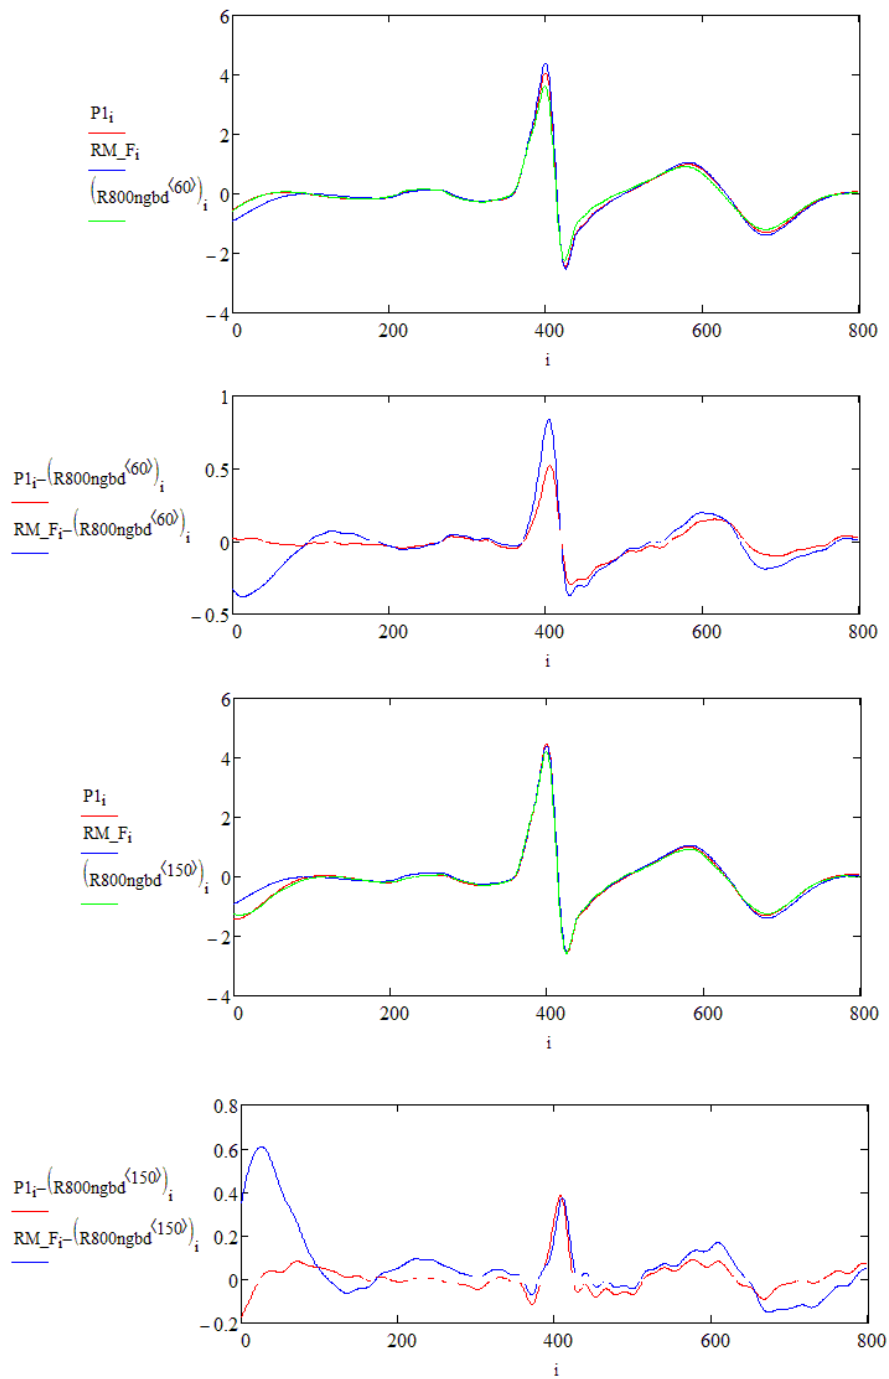 6
4
2
0
−2
−4
P1i
RM_Fi
(R800ngbd⟨60⟩)i
0 200 400 600 800
i
1
0.5
0
−0.5
P1i−(R800ngbd⟨60⟩)i
RM_Fi−(R800ngbd⟨60⟩)i
0 200 400 600 800
i
6
4
2
0
−2
−4
P1i
RM_Fi
(R800ngbd⟨150⟩)i
0 200 400 600 800
i
0.8
0.6
0.4
0.2
0
−0.2
P1i−(R800ngbd⟨150⟩)i
RM_Fi−(R800ngbd⟨150⟩)i
0 200 400 600 800
i